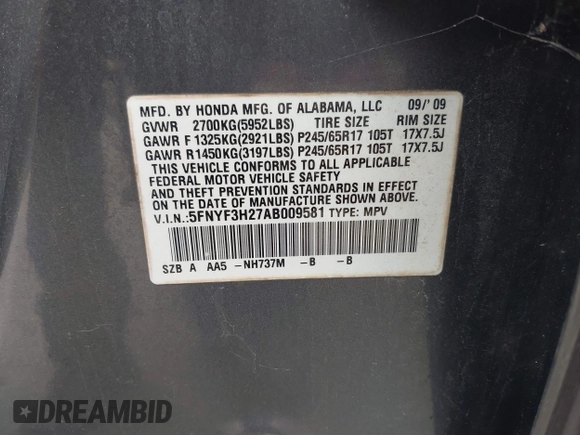 MFD. BY HONDA MFG. OF ALABAMA, LLC 09/'09
GVWR 2700KG(5952LBS) TIRE SIZE RIM SIZE
GAWR F 1325KG(2921LBS) P245/65R17 105T 17X7.5J
GAWR R 1450KG(3197LBS) P245/65R17 105T 17X7.5J
THIS VEHICLE CONFORMS TO ALL APPLICABLE
FEDERAL MOTOR VEHICLE SAFETY
AND THEFT PREVENTION STANDARDS IN EFFECT
ON THE DATE OF MANUFACTURE SHOWN ABOVE.
V.I.N.:5FNYF3H27AB009581 TYPE: MPV
SZB A AA5 -NH737M -B -B
DREAMBID